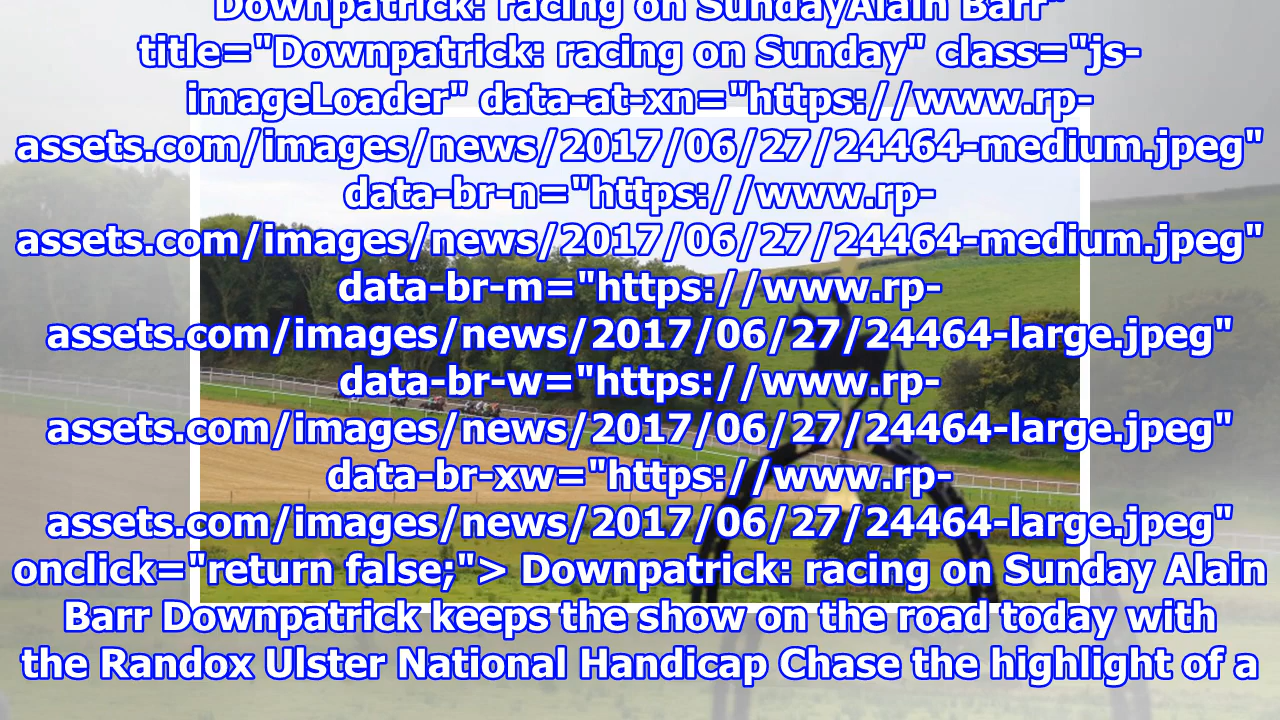 Downpatrick: racing on SundayAlain Barr"
title="Downpatrick: racing on Sunday" class="js-
imageLoader" data-at-xn="https://www.rp-
assets.com/images/news/2017/06/27/24464-medium.jpeg"
data-br-n="https://www.rp-
assets.com/images/news/2017/06/27/24464-medium.jpeg"
data-br-m="https://www.rp-
assets.com/images/news/2017/06/27/24464-large.jpeg"
data-br-w="https://www.rp-
assets.com/images/news/2017/06/27/24464-large.jpeg"
data-br-xw="https://www.rp-
assets.com/images/news/2017/06/27/24464-large.jpeg"
onclick="return false;"> Downpatrick: racing on Sunday Alain
Barr Downpatrick keeps the show on the road today with
the Randox Ulster National Handicap Chase the highlight of a